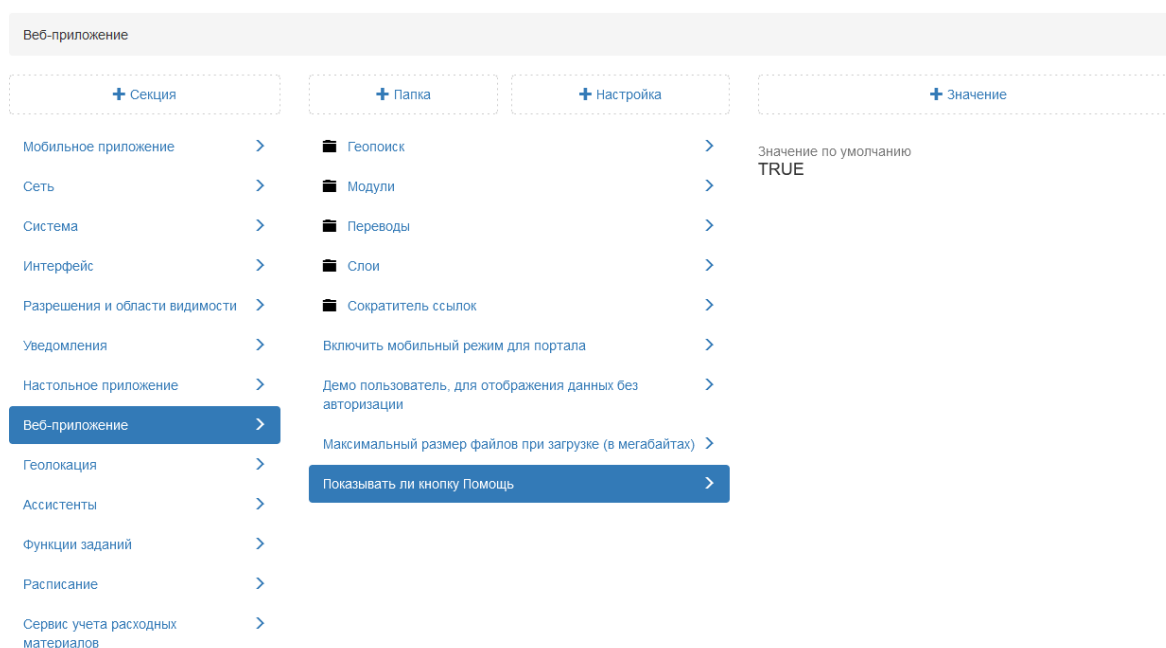 Веб-приложение
Секция
Папка
Настройка
Значение
Мобильное приложение
Сеть
Система
Интерфейс
Разрешения и области видимости
Уведомления
Настольное приложение
Веб-приложение
Геолокация
Ассистенты
Функции заданий
Расписание
Сервис учета расходных
материалов
Геопоиск
Модули
Переводы
Слои
Сократитель ссылок
Включить мобильный режим для портала
Демо пользователь, для отображения данных без
авторизации
Максимальный размер файлов при загрузке (в мегабайтах)
Показывать ли кнопку Помощь
Значение по умолчанию
TRUE